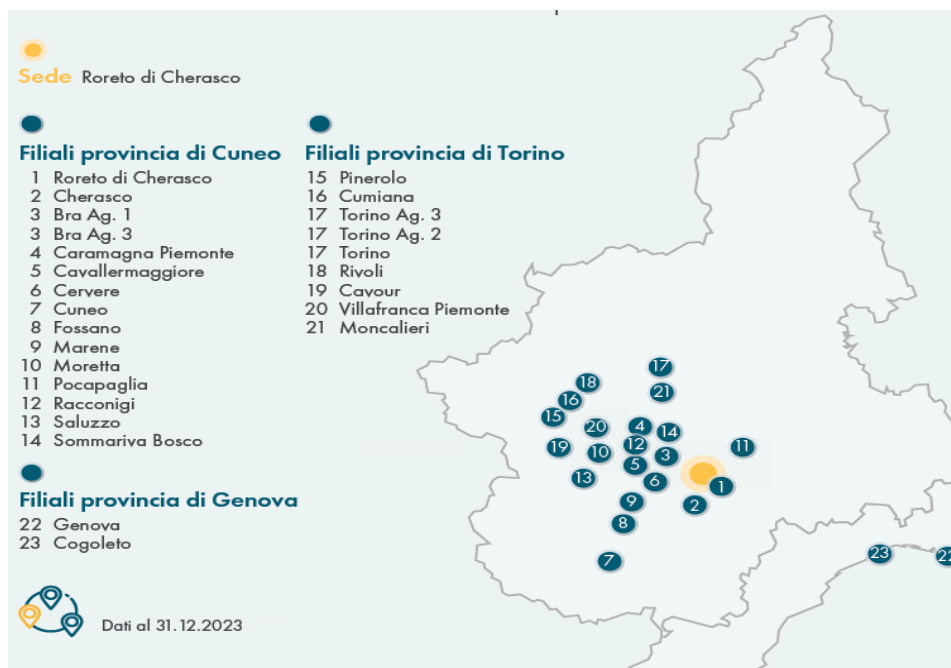 Sede Roreto di Cherasco
Filiali provincia di Cuneo
1 Roreto di Cherasco
2 Cherasco
3 Bra Ag. 1
3 Bra Ag. 3
4 Caramagna Piemonte
5 Cavallermaggiore
6 Cervere
7 Cuneo
8 Fossano
9 Marene
10 Moretta
11 Pocapaglia
12 Racconigi
13 Saluzzo
14 Sommariva Bosco
Filiali provincia di Genova
22 Genova
23 Cogoleto
Dati al 31.12.2023
Filiali provincia di Torino
15 Pinerolo
16 Cumiana
17 Torino Ag. 3
17 Torino Ag. 2
17 Torino
18 Rivoli
19 Cavour
20 Villafranca Piemonte
21 Moncalieri
17
18
21
16
15
20
4
14
12
19
10
3
11
5
13
6
1
9
2
8
7
23
22